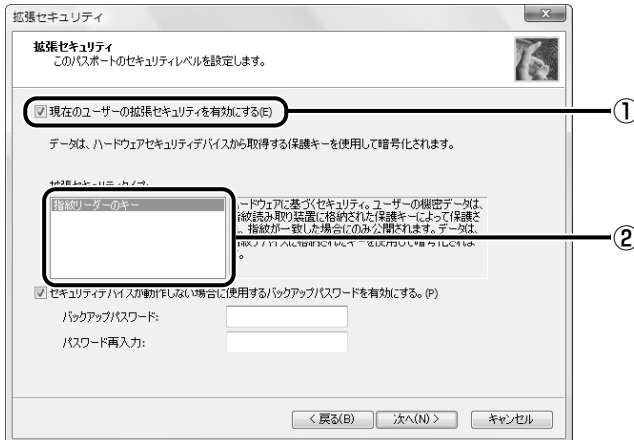 拡張セキュリティ
拡張セキュリティ
このパスポートのセキュリティレベルを設定します。
現在のユーザーの拡張セキュリティを有効にする(E)
①
データは、ハードウェアセキュリティデバイスから取得する保護キーを使用して暗号化されます。
拡張セキュリティタイプ:
指紋リーダーのキー
ハードウェアに基づくセキュリティ。ユーザーの機密データは、
指紋読み取り装置に格納された保護キーによって保護さ
、指紋が一致した場合にのみ公開されます。データは、
②
セキュリティデバイスが動作しない場合に使用するバックアップパスワードを有効にする。(P)
バックアップパスワード:
パスワード再入力:
< 戻る(B)
次へ(N) >
キャンセル